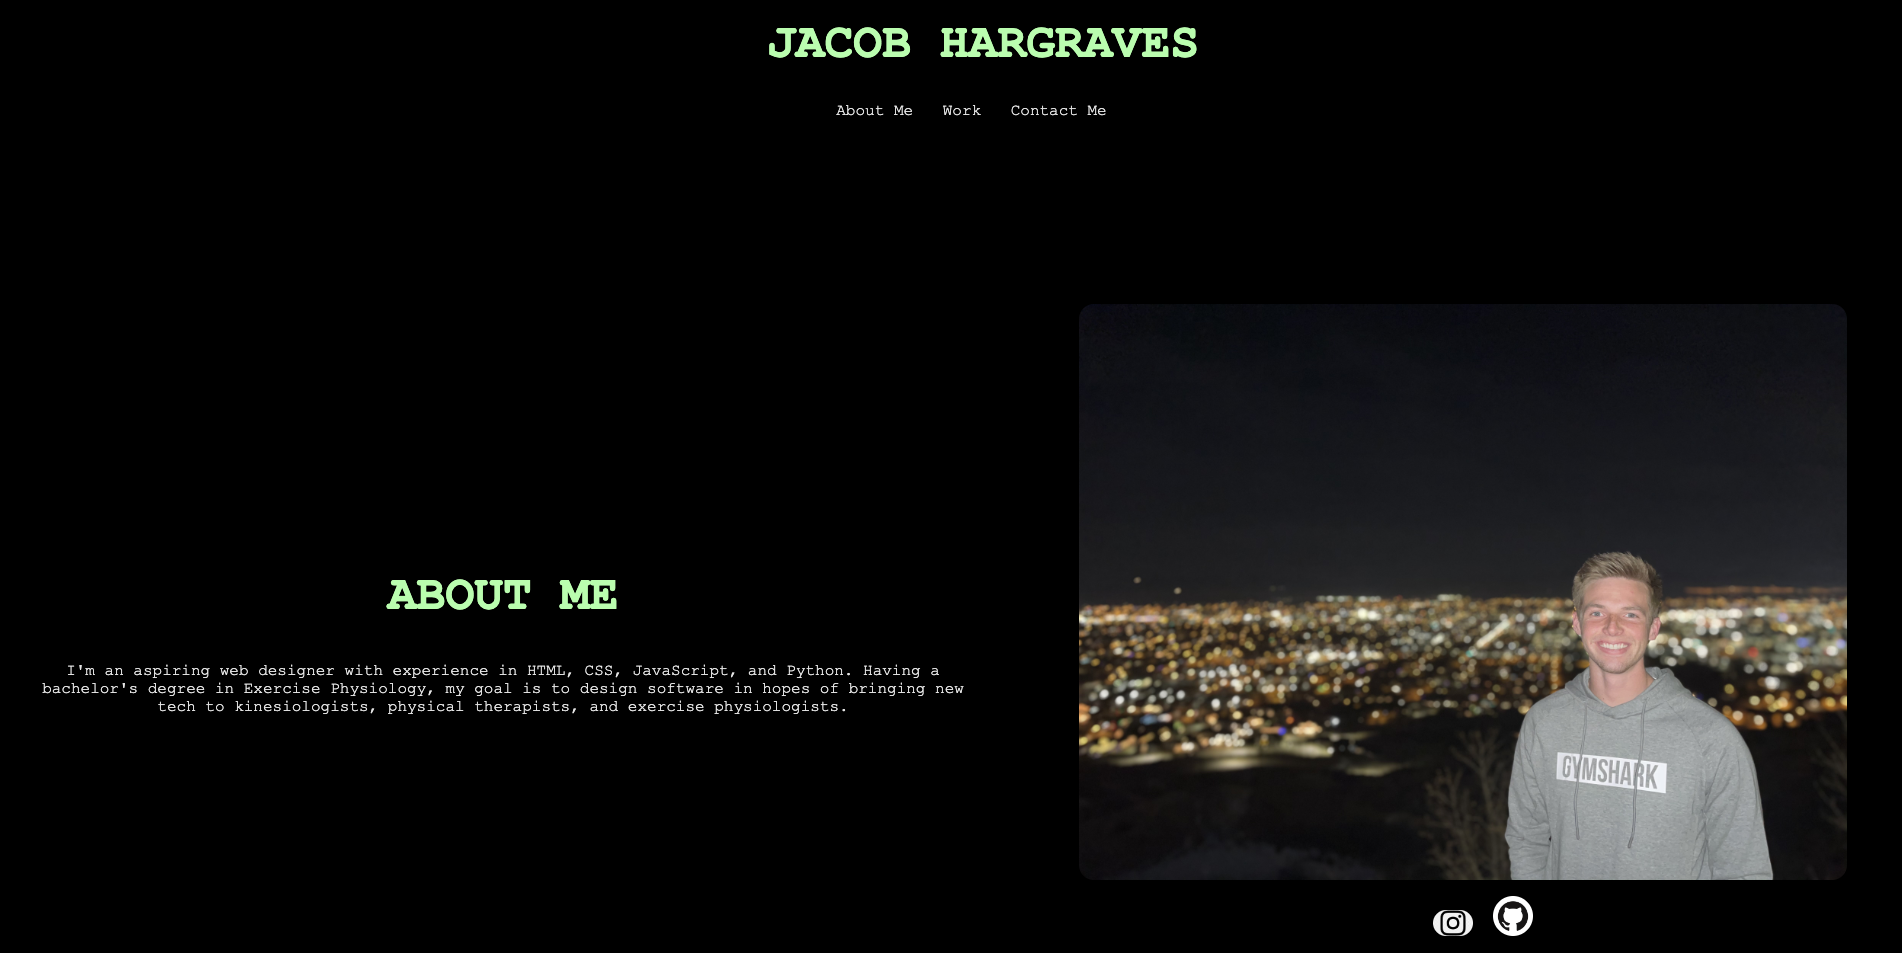 JACOB HARGRAVES
About Me Work Contact Me
ABOUT ME
I'm an aspiring web designer with experience in HTML, CSS, JavaScript, and Python. Having a
bachelor's degree in Exercise Physiology, my goal is to design software in hopes of bringing new
tech to kinesiologists, physical therapists, and exercise physiologists.
GYMSHARK